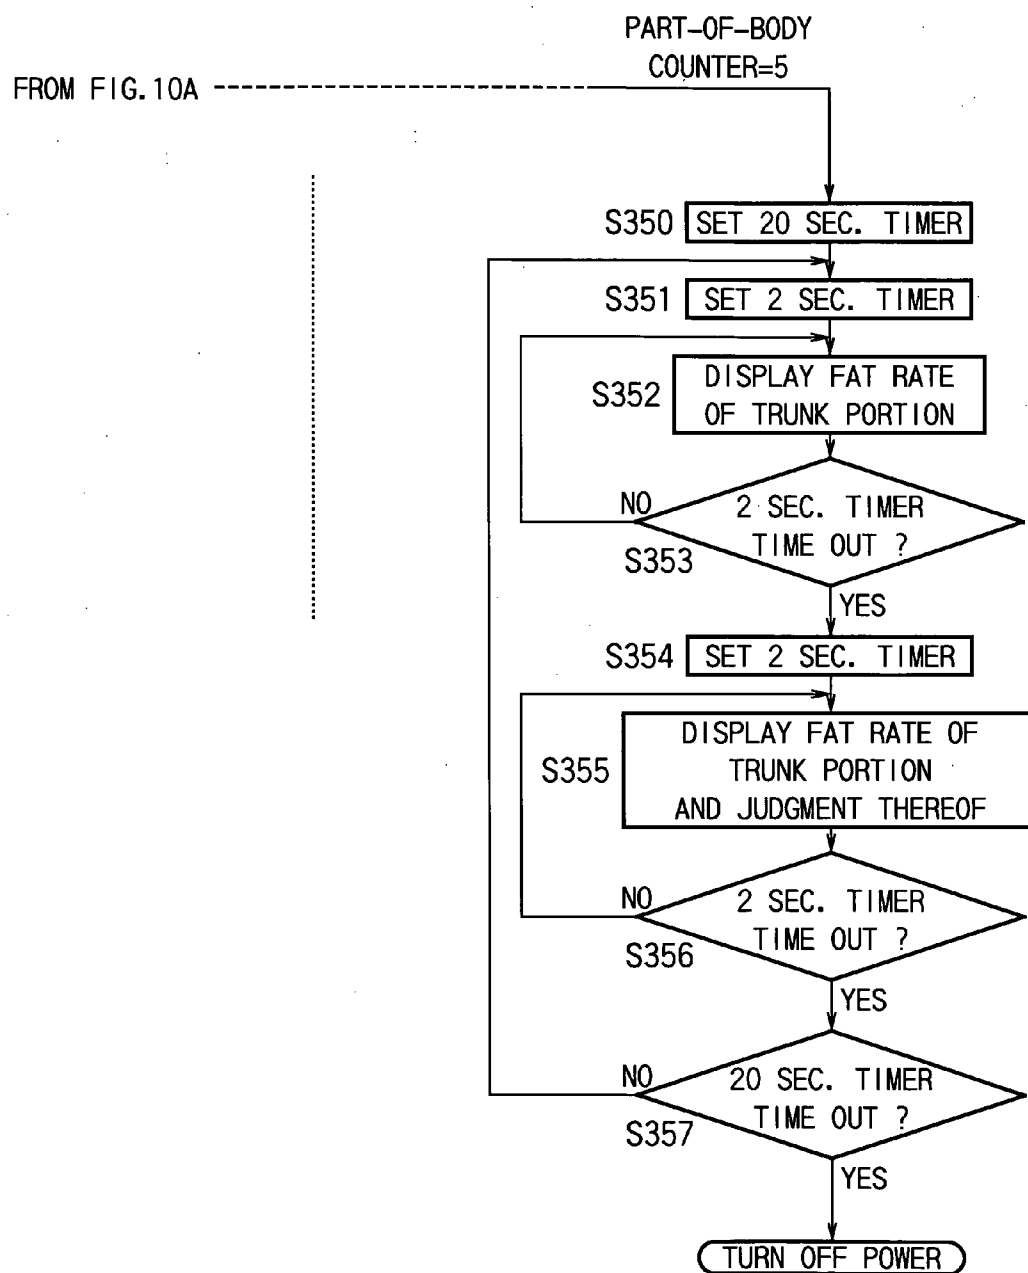 PART-OF-BODY
COUNTER=5
FROM FIG.10A
S350
SET 20 SEC. TIMER
S351
SET 2 SEC. TIMER
S352
DISPLAY FAT RATE
OF TRUNK PORTION
NO
2 SEC. TIMER
TIME OUT ?
S353
YES
S354
SET 2 SEC. TIMER
S355
DISPLAY FAT RATE OF
TRUNK PORTION
AND JUDGMENT THEREOF
NO
2 SEC. TIMER
TIME OUT ?
S356
YES
NO
20 SEC. TIMER
TIME OUT ?
S357
YES
TURN OFF POWER